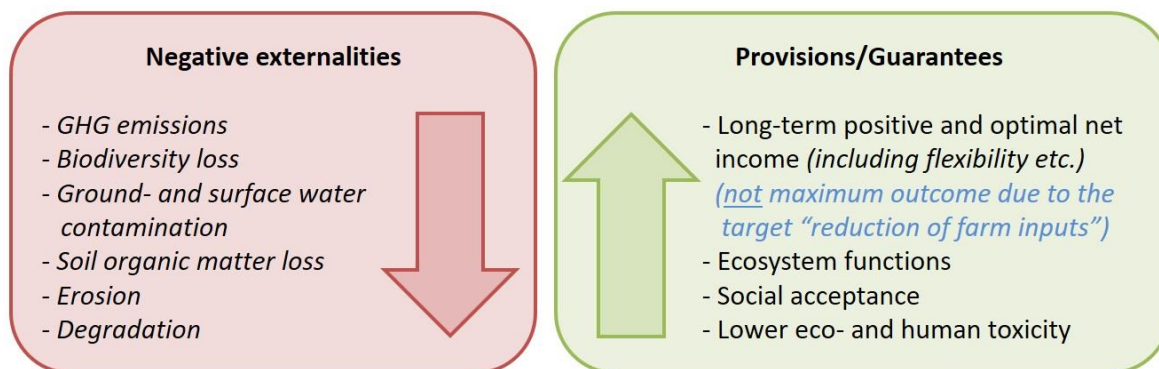 Negative externalities
- GHG emissions
- Biodiversity loss
- Ground- and surface water
contamination
- Soil organic matter loss
- Erosion
- Degradation
Provisions/Guarantees
- Long-term positive and optimal net
income (including flexibility etc.)
(not maximum outcome due to the
target “reduction of farm inputs”)
- Ecosystem functions
- Social acceptance
- Lower eco- and human toxicity